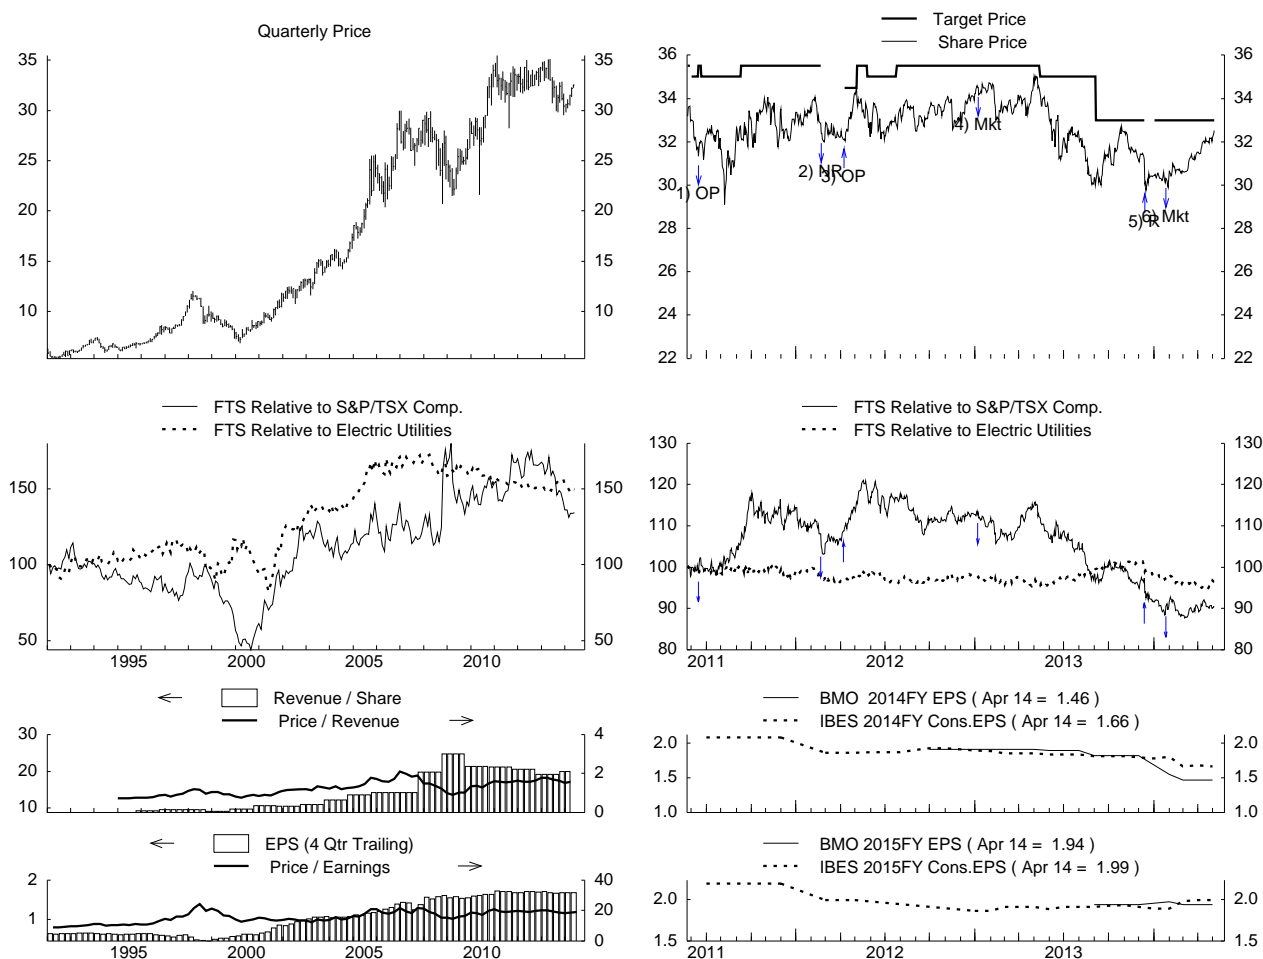 Quarterly Price
35 35
30 30
25 25
20 20
15 15
10 10
Target Price
Share Price
36 36
34 34
32 32
30 30
28 28
26 26
24 24
22 22
1) OP
2) NR
3) OP
4) Mkt
5) R
6) Mkt
FTS Relative to S&P/TSX Comp.
FTS Relative to Electric Utilities
150 150
100 100
50 50
1995 2000 2005 2010
FTS Relative to S&P/TSX Comp.
FTS Relative to Electric Utilities
130 130
120 120
110 110
100 100
90 90
80 80
2011 2012 2013
Revenue / Share
Price / Revenue
30 4
20 2
10 0
BMO 2014FY EPS ( Apr 14 = 1.46 )
IBES 2014FY Cons.EPS ( Apr 14 = 1.66 )
2.0 2.0
1.5 1.5
1.0 1.0
EPS (4 Qtr Trailing)
Price / Earnings
2 40
1 20
0
1995 2000 2005 2010
BMO 2015FY EPS ( Apr 14 = 1.94 )
IBES 2015FY Cons.EPS ( Apr 14 = 1.99 )
2.0 2.0
1.5 1.5
2011 2012 2013